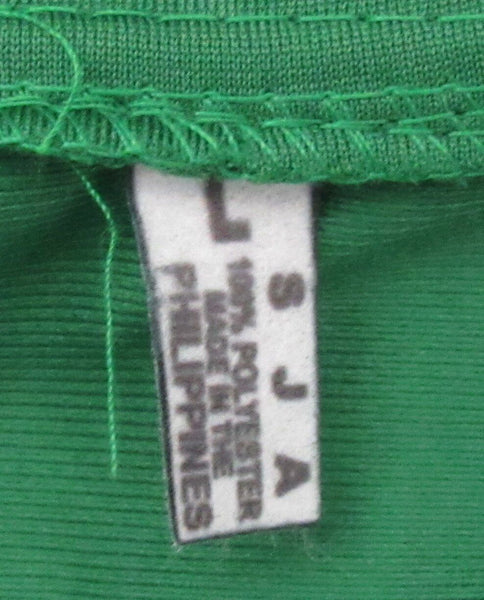 L
S J A
100% POLYESTER
MADE IN THE
PHILIPPINES